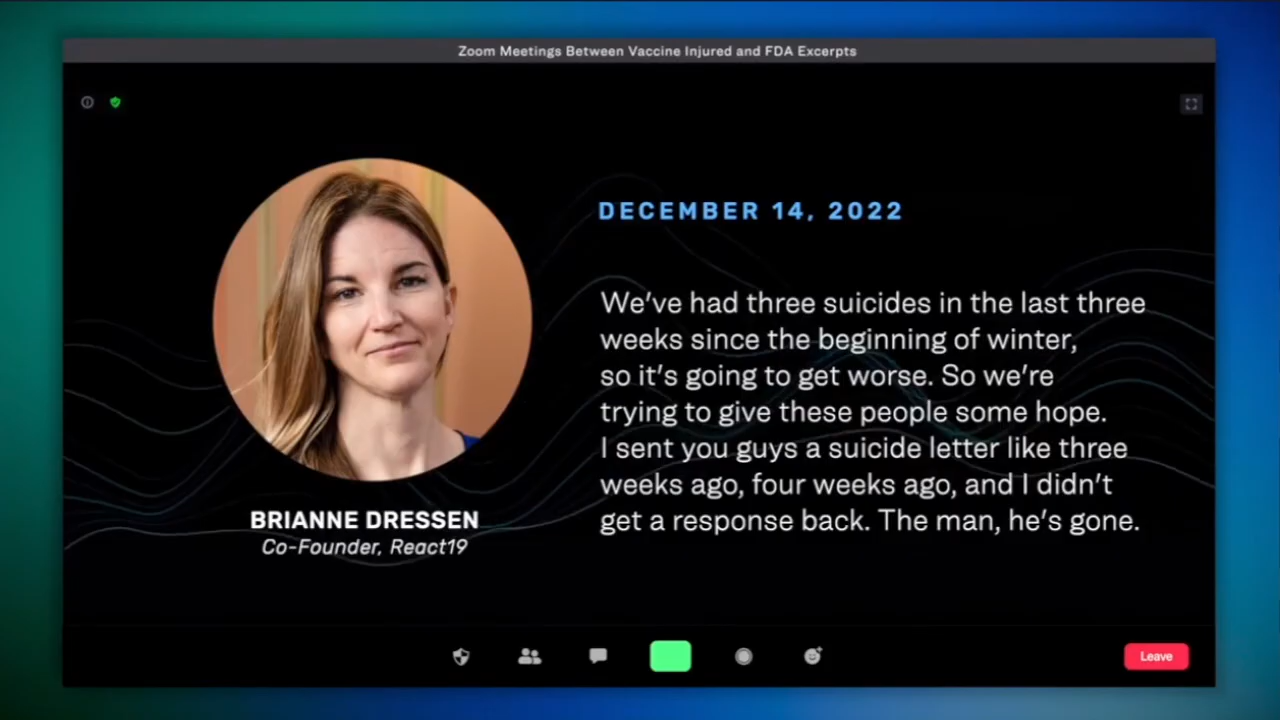 Zoom Meetings Between Vaccine Injured and FDA Excerpts
DECEMBER 14, 2022
We've had three suicides in the last three
weeks since the beginning of winter,
so it's going to get worse. So we're
trying to give these people some hope.
I sent you guys a suicide letter like three
weeks ago, four weeks ago, and I didn't
get a response back. The man, he's gone.
BRIANNE DRESSEN
Co-Founder, React19
Leave